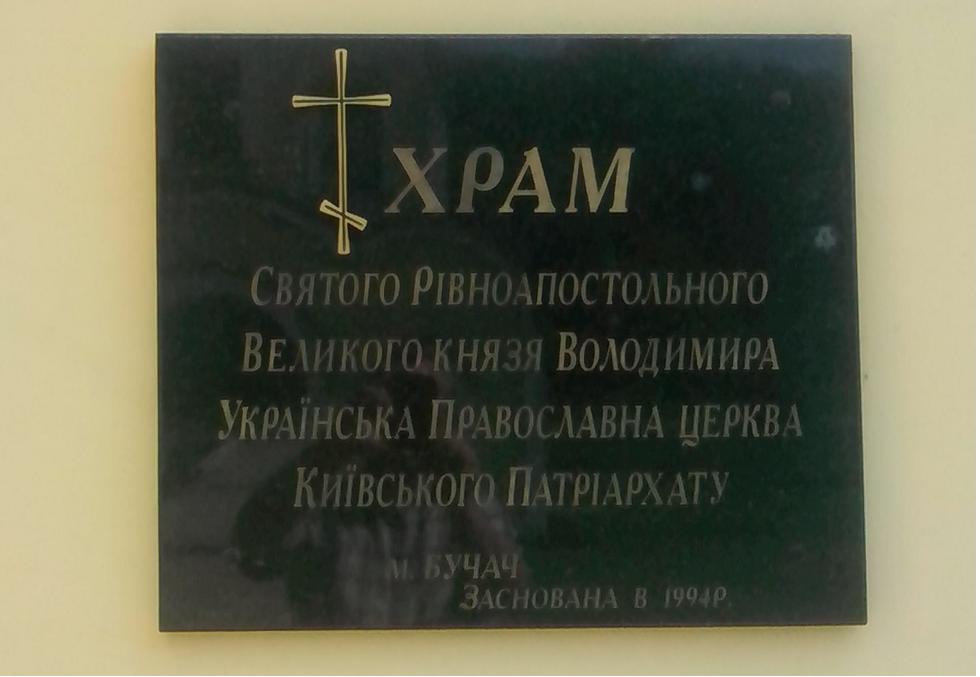 ХРАМ
Святого Рівноапостольного
Великого князя Володимира
Українська Православна церква
Київського Патріархату
м. Бучач
Заснована в 1994р.